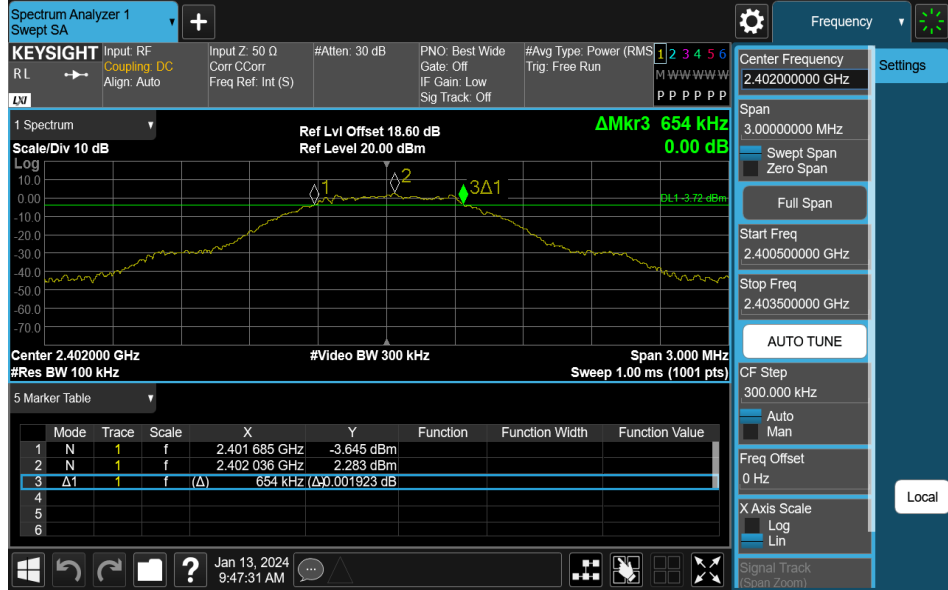 Spectrum Analyzer 1
Swept SA
+
Frequency
KEYSIGHT
R L
LXI
Input: RF
Coupling: DC
Align: Auto
Input Z: 50 Ω
Corr CCorr
Freq Ref: Int (S)
#Atten: 30 dB
PNO: Best Wide
Gate: Off
IF Gain: Low
Sig Track: Off
#Avg Type: Power (RMS
Trig: Free Run
1 2 3 4 5 6
M W W W W W
P P P P P P
1 Spectrum
Scale/Div 10 dB
Ref Lvl Offset 18.60 dB
Ref Level 20.00 dBm
ΔMkr3 654 kHz
0.00 dB
Log
10.0
0.00
-10.0
-20.0
-30.0
-40.0
-50.0
-60.0
-70.0
1
2
3Δ1
DL1 -3.72 dBm
Center 2.402000 GHz
#Res BW 100 kHz
#Video BW 300 kHz
Span 3.000 MHz
Sweep 1.00 ms (1001 pts)
5 Marker Table
Mode Trace Scale X Y Function Function Width Function Value
1 N 1 f 2.401 685 GHz -3.645 dBm
2 N 1 f 2.402 036 GHz 2.283 dBm
3 Δ1 1 f (Δ) 654 kHz (Δ)-0.001923 dB
4
5
6
?
Jan 13, 2024
9:47:31 AM
Center Frequency
2.402000000 GHz
Settings
Span
3.00000000 MHz
Swept Span
Zero Span
Full Span
Start Freq
2.400500000 GHz
Stop Freq
2.403500000 GHz
AUTO TUNE
CF Step
300.000 kHz
Auto
Man
Freq Offset
0 Hz
Local
X Axis Scale
Log
Lin
Signal Track
(Span Zoom)